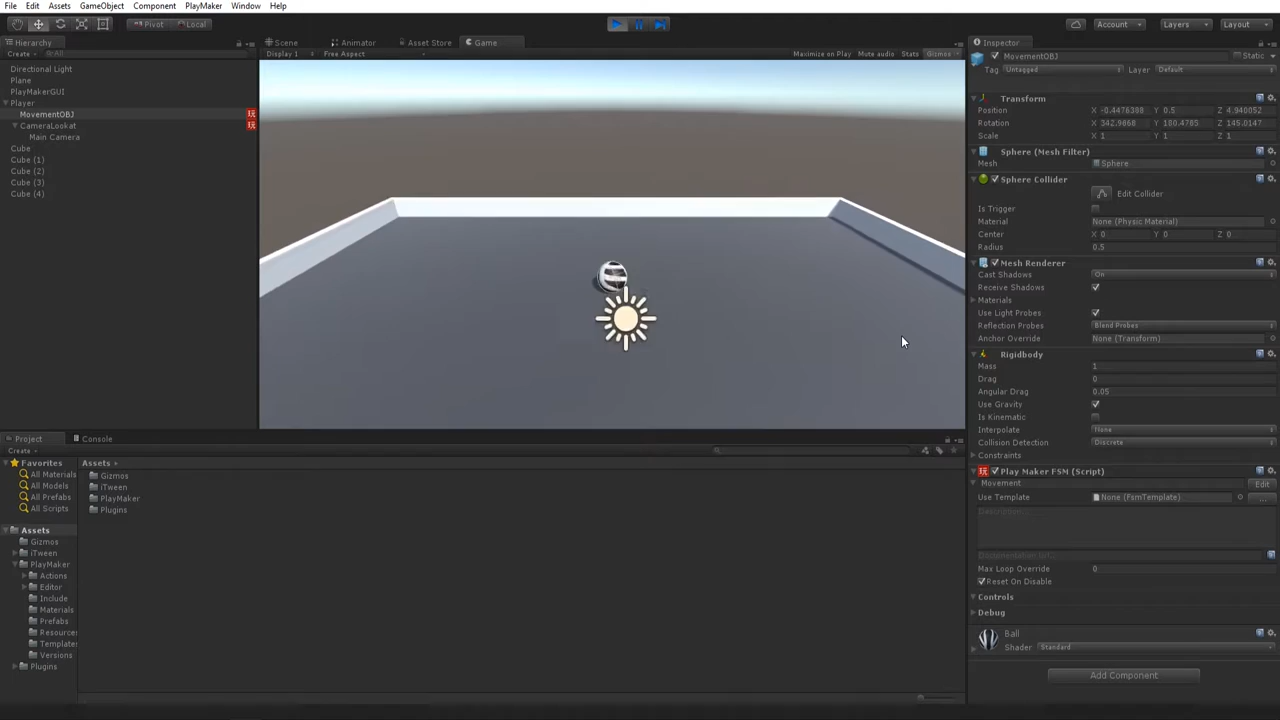 File Edit Assets GameObject Component PlayMaker Window Help
Pivot Local Account Layers Layout
Hierarchy
Create All
Directional Light
Plane
PlayMakerGUI
Player
MovementOBJ
CameraLookat
Main Camera
Cube
Cube (1)
Cube (2)
Cube (3)
Cube (4)
Scene Animator Asset Store Game
Display 1 Free Aspect Maximize on Play Mute audio Stats Gizmos
Project Console
Create
Favorites
All Materials
All Models
All Prefabs
All Scripts
Assets
Gizmos
iTween
PlayMaker
Actions
Editor
Include
Materials
Prefabs
Resources
Templates
Versions
Plugins
Assets
Gizmos
iTween
PlayMaker
Plugins
Inspector
MovementOBJ Static
Tag Untagged Layer Default
Transform
Position X -0.4476388 Y 0.5 Z 4.940052
Rotation X 342.9868 Y 180.4785 Z 145.0147
Scale X 1 Y 1 Z 1
Sphere (Mesh Filter)
Mesh Sphere
Sphere Collider
Edit Collider
Is Trigger
Material None (Physic Material)
Center X 0 Y 0 Z 0
Radius 0.5
Mesh Renderer
Cast Shadows On
Receive Shadows
Materials
Use Light Probes
Reflection Probes Blend Probes
Anchor Override None (Transform)
Rigidbody
Mass 1
Drag 0
Angular Drag 0.05
Use Gravity
Is Kinematic
Interpolate None
Collision Detection Discrete
Constraints
Play Maker FSM (Script)
Movement Edit
Use Template None (FsmTemplate) ...
Description...
Documentation Url...
Max Loop Override 0
Reset On Disable
Controls
Debug
Ball
Shader Standard
Add Component